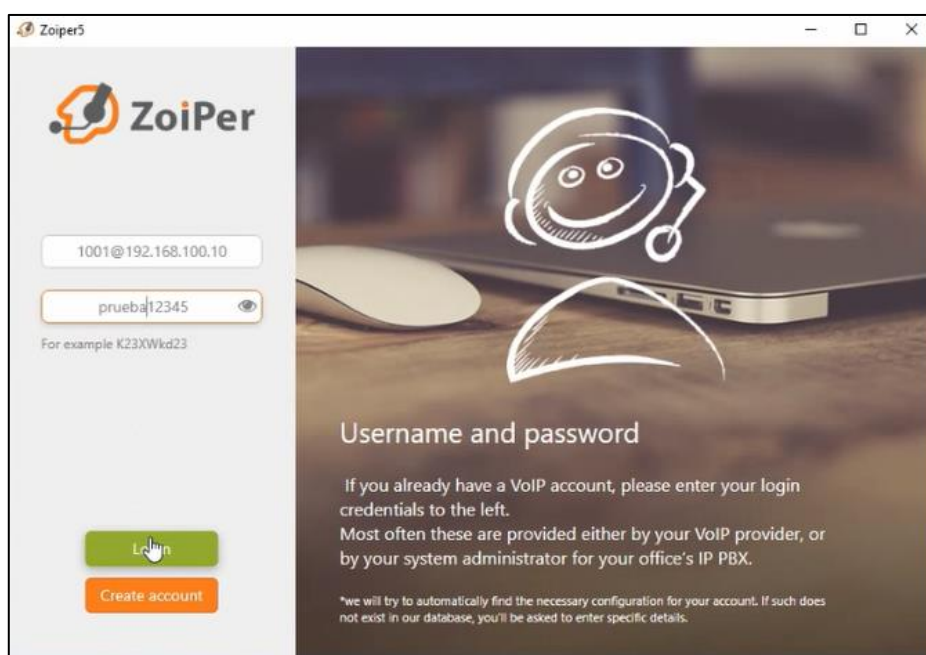 Zoiper5
ZoiPer
1001@192.168.100.10
prueba12345
For example K23XWkd23
Login
Create account
Username and password
If you already have a VoIP account, please enter your login
credentials to the left.
Most often these are provided either by your VoIP provider, or
by your system administrator for your office's IP PBX.
*we will try to automatically find the necessary configuration for your account. If such does
not exist in our database, you'll be asked to enter specific details.